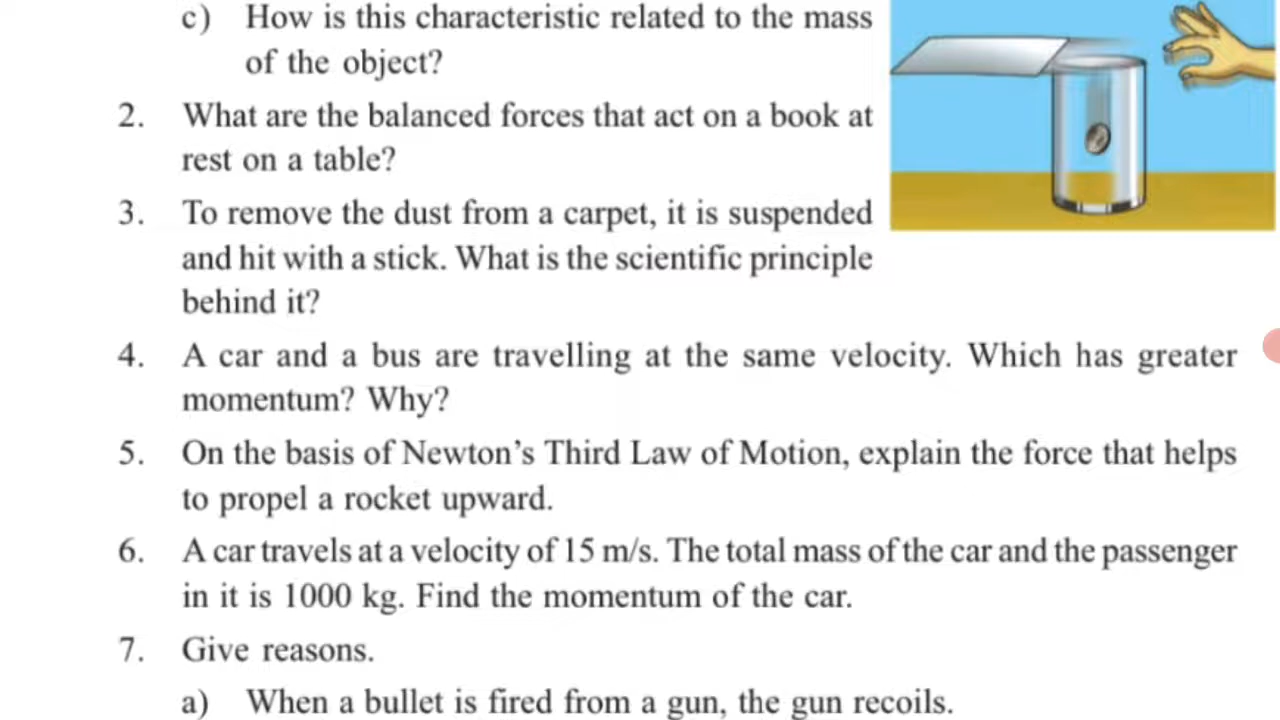 c) How is this characteristic related to the mass
of the object?
2. What are the balanced forces that act on a book at
rest on a table?
3. To remove the dust from a carpet, it is suspended
and hit with a stick. What is the scientific principle
behind it?
4. A car and a bus are travelling at the same velocity. Which has greater
momentum? Why?
5. On the basis of Newton’s Third Law of Motion, explain the force that helps
to propel a rocket upward.
6. A car travels at a velocity of 15 m/s. The total mass of the car and the passenger
in it is 1000 kg. Find the momentum of the car.
7. Give reasons.
a) When a bullet is fired from a gun, the gun recoils.